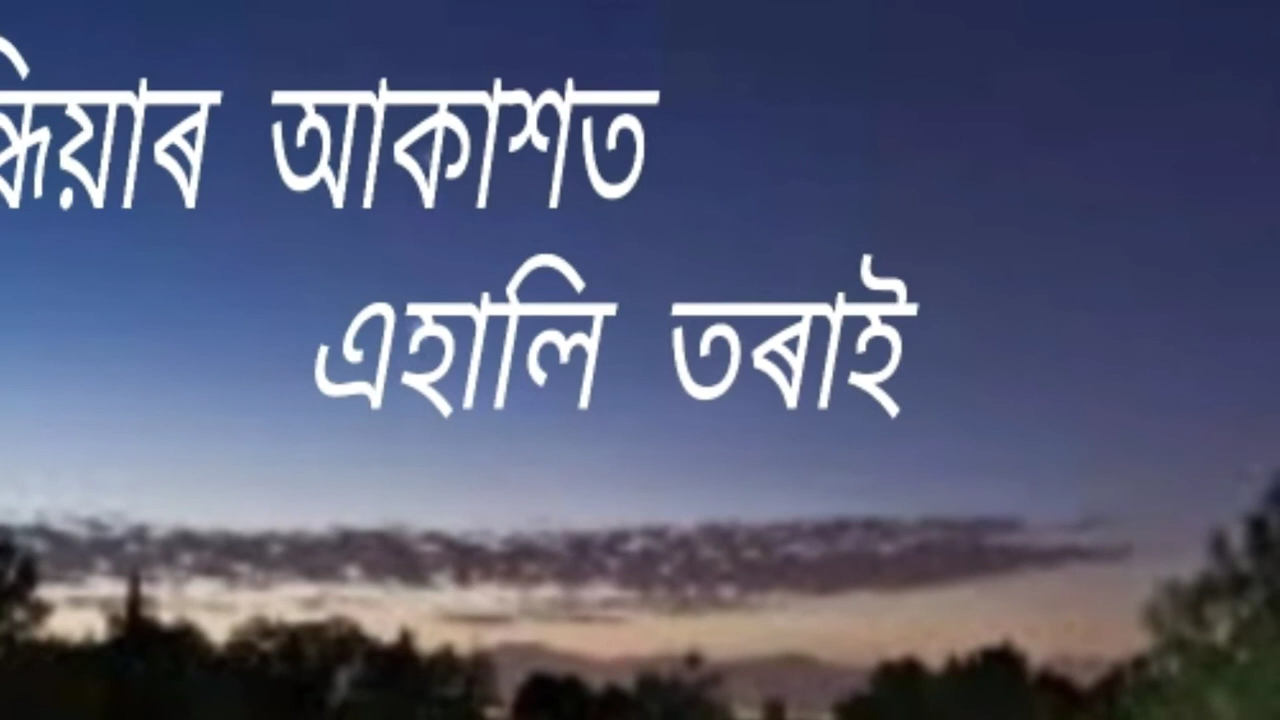 ন্ধিয়াৰ আকাশত
এহালি তৰাই